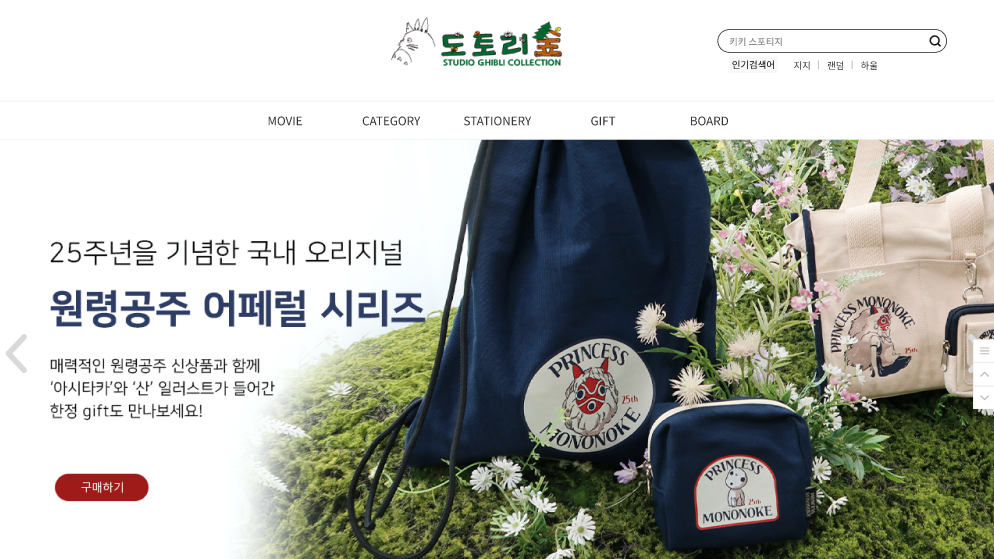 도토리숲
STUDIO GHIBLI COLLECTION
키키 스포티지
인기검색어 지지 | 랜덤 | 하울
MOVIE CATEGORY STATIONERY GIFT BOARD
25주년을 기념한 국내 오리지널
원령공주 어페럴 시리즈
매력적인 원령공주 신상품과 함께
‘아시타카’와 ‘산’ 일러스트가 들어간
한정 gift도 만나보세요!
구매하기
PRINCESS
25th
MONONOKE
PRINCESS
25th
MONONOKE
PRINCESS MONONOKE
25th